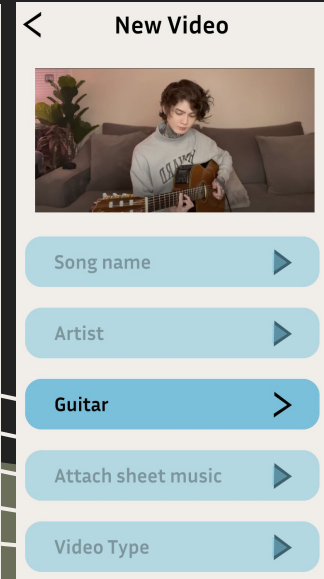 New Video
Song name
Artist
Guitar
Attach sheet music
Video Type